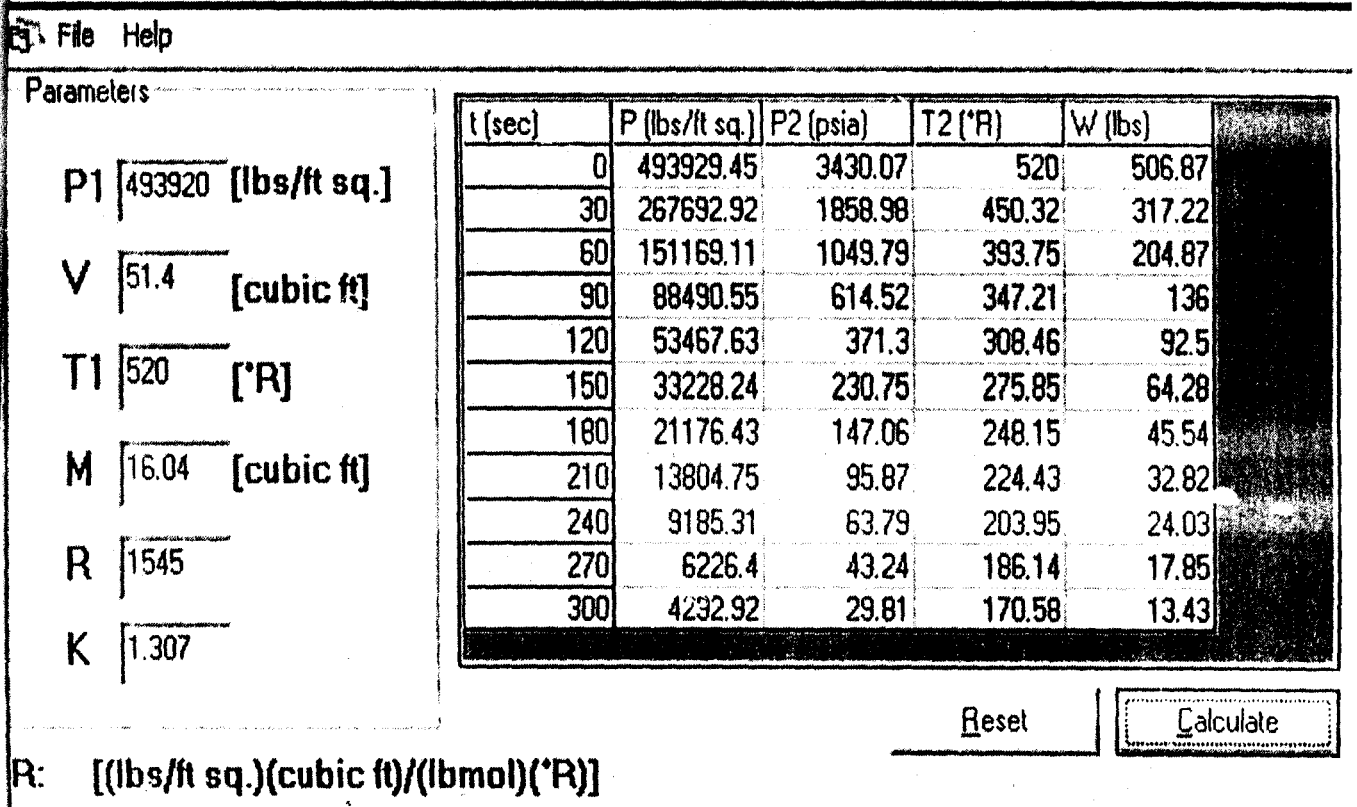 File Help
Parameters
P1 493920 [lbs/ft sq.]
V 51.4 [cubic ft]
T1 520 [°R]
M 16.04 [cubic ft]
R 1545
K 1.307
t (sec) P (lbs/ft sq.) P2 (psia) T2 (°R) W (lbs)
0 493929.45 3430.07 520 506.87
30 267692.92 1858.98 450.32 317.22
60 151169.11 1049.79 393.75 204.87
90 88490.55 614.52 347.21 136
120 53467.63 371.3 308.46 92.5
150 33228.24 230.75 275.85 64.28
180 21176.43 147.06 248.15 45.54
210 13804.75 95.87 224.43 32.82
240 9185.31 63.79 203.95 24.03
270 6226.4 43.24 186.14 17.85
300 4292.92 29.81 170.58 13.43
Reset Calculate
R: [(lbs/ft sq.)(cubic ft)/(lbmol)(°R)]